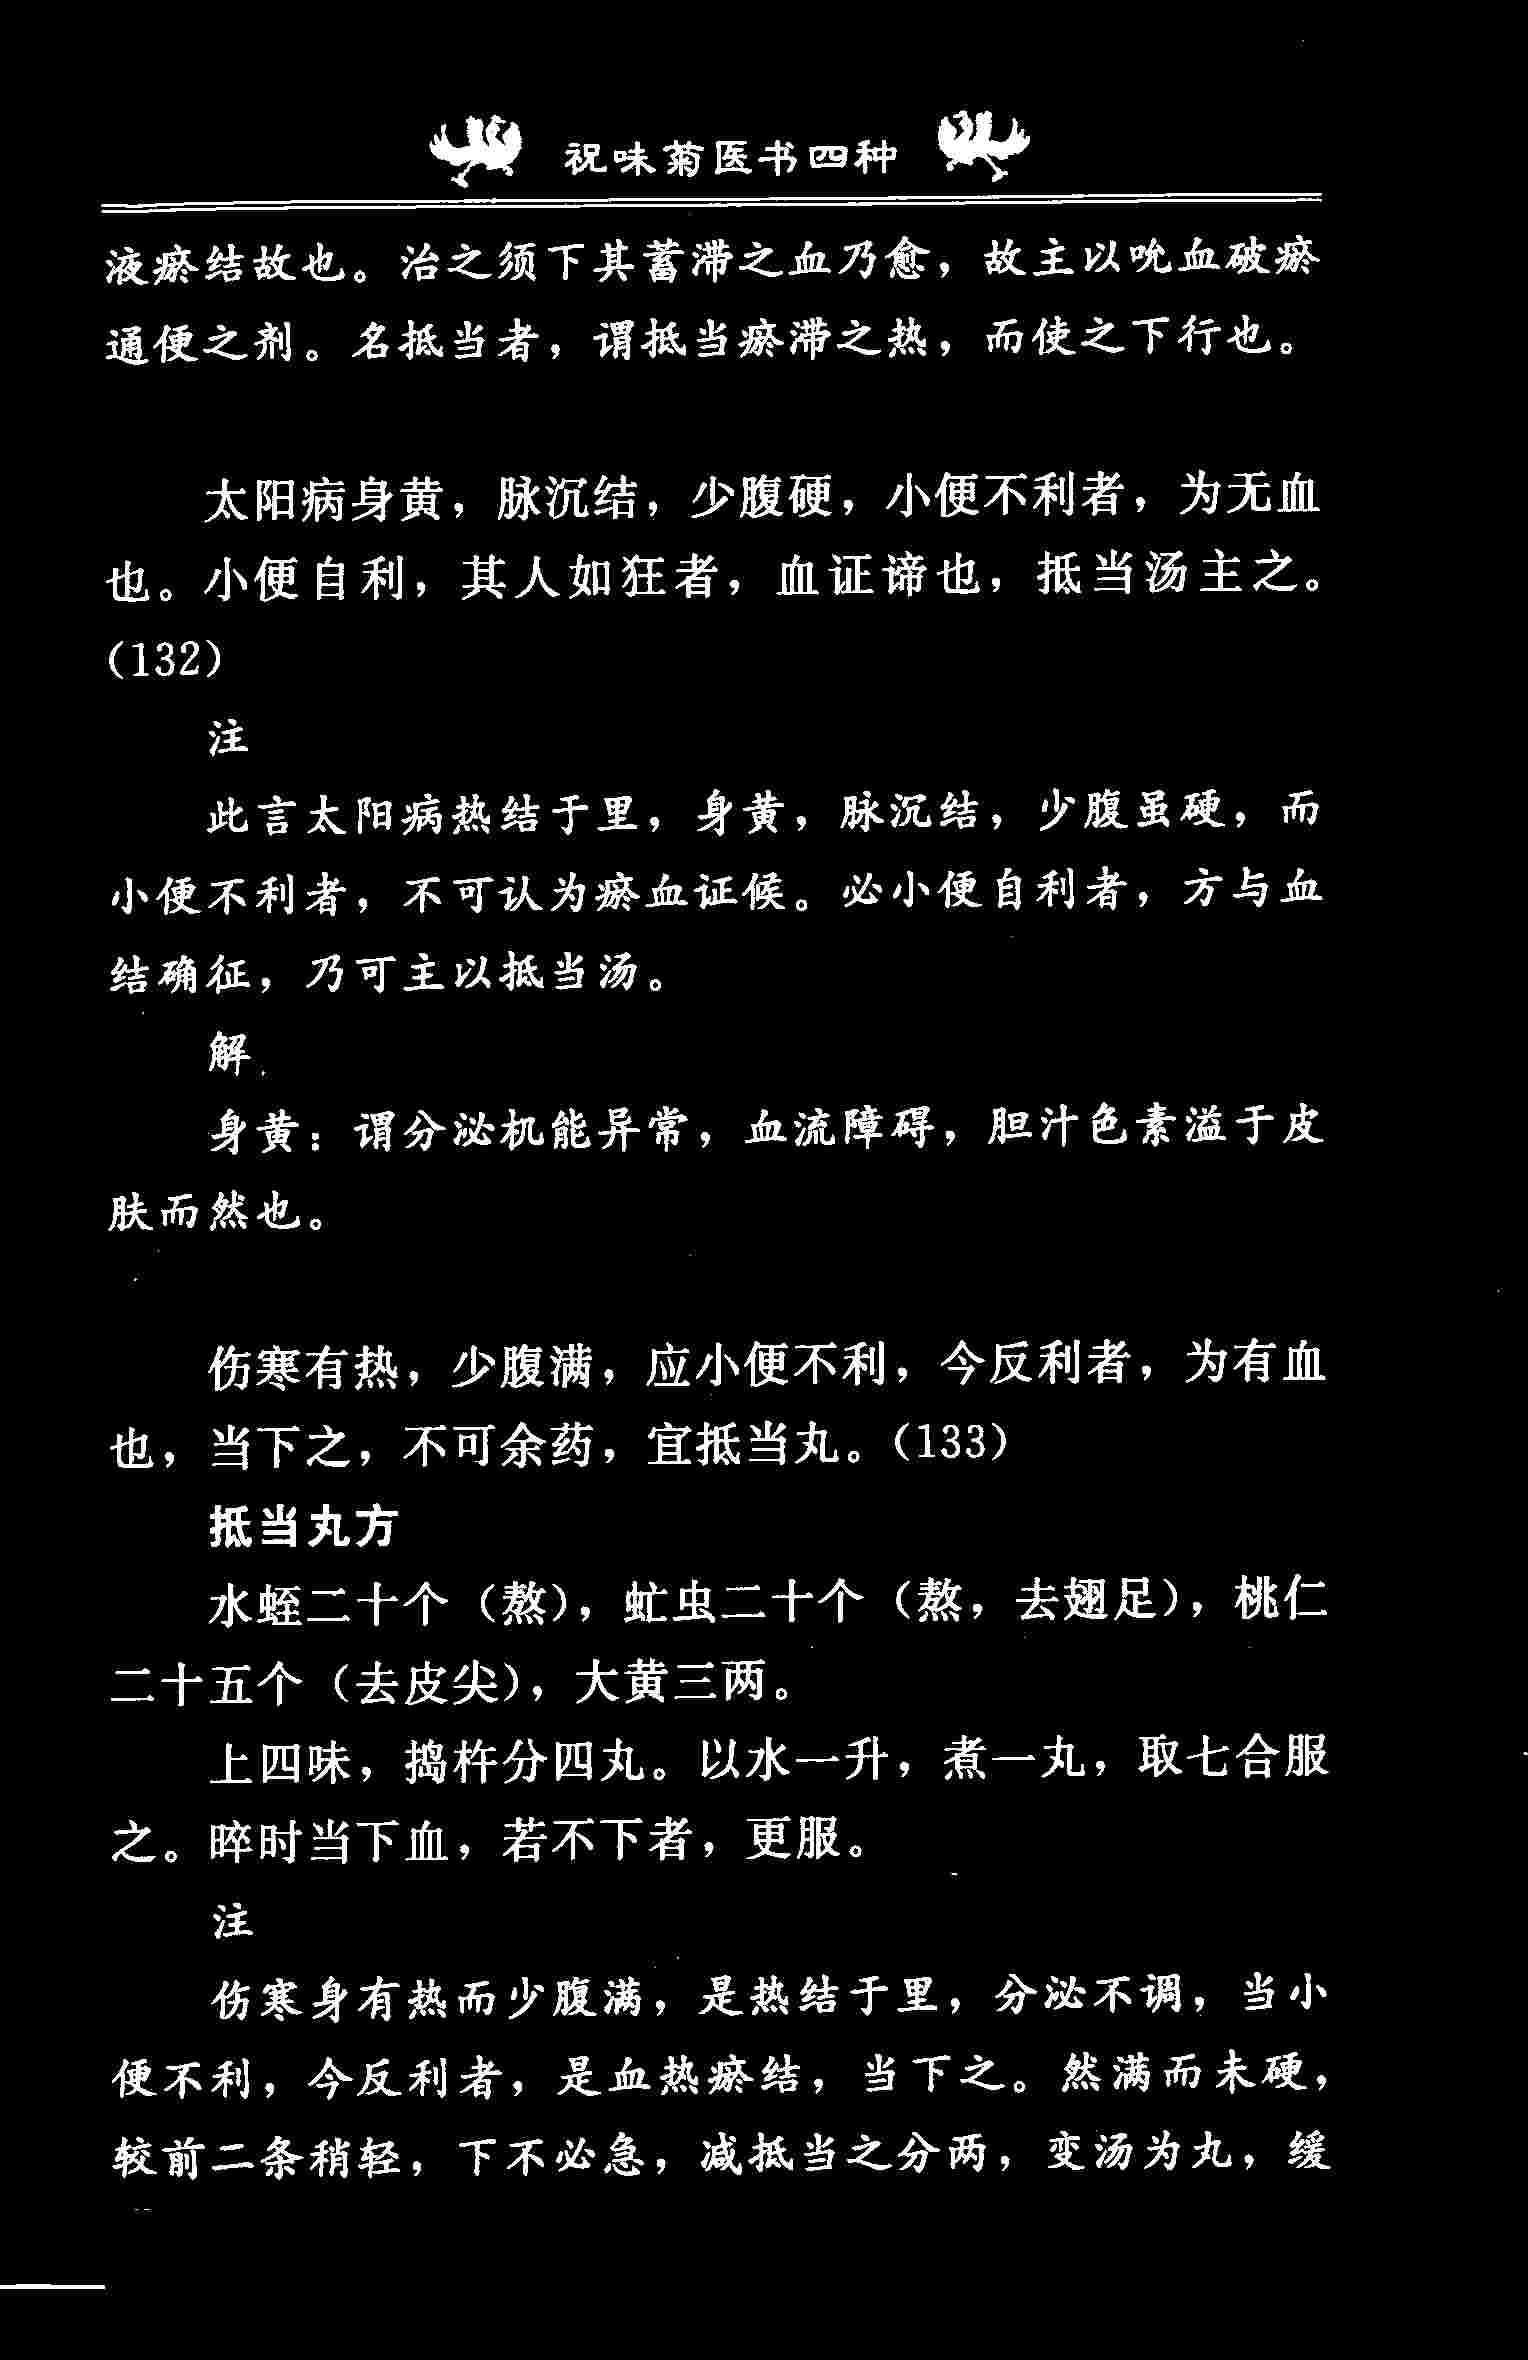 祝味菊医书四种
液瘀结故也。治之须下其蓄滞之血乃愈，故主以吮血破瘀
通便之剂。名抵当者，谓抵当瘀滞之热，而使之下行也。
太阳病身黄，脉沉结，少腹硬，小便不利者，为无血
也。小便自利，其人如狂者，血证谛也，抵当汤主之。
(132)
注
此言太阳病热结于里，身黄，脉沉结，少腹虽硬，而
小便不利者，不可认为瘀血证候。必小便自利者，方与血
结确征，乃可主以抵当汤。
解
身黄：谓分泌机能异常，血流障碍，胆汁色素溢于皮
肤而然也。
伤寒有热，少腹满，应小便不利，今反利者，为有血
也，当下之，不可余药，宜抵当丸。(133)
抵当丸方
水蛭二十个（熬），虻虫二十个（熬，去翅足），桃仁
二十五个（去皮尖），大黄三两。
上四味，捣杵分四丸。以水一升，煮一丸，取七合服
之。晬时当下血，若不下者，更服。
注
伤寒身有热而少腹满，是热结于里，分泌不调，当小
便不利，今反利者，是血热瘀结，当下之。然满而未硬，
较前二条稍轻，下不必急，减抵当之分两，变汤为丸，缓